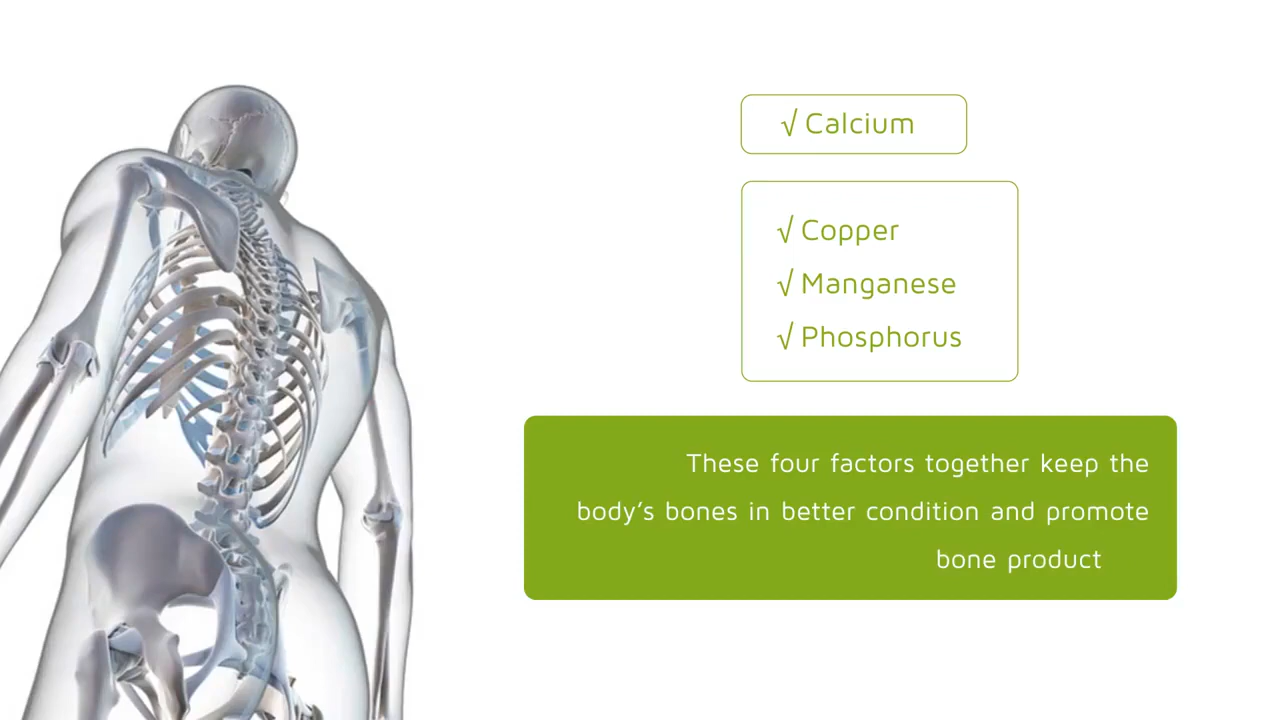 √ Calcium
√ Copper
√ Manganese
√ Phosphorus
These four factors together keep the
body's bones in better condition and promote
bone product